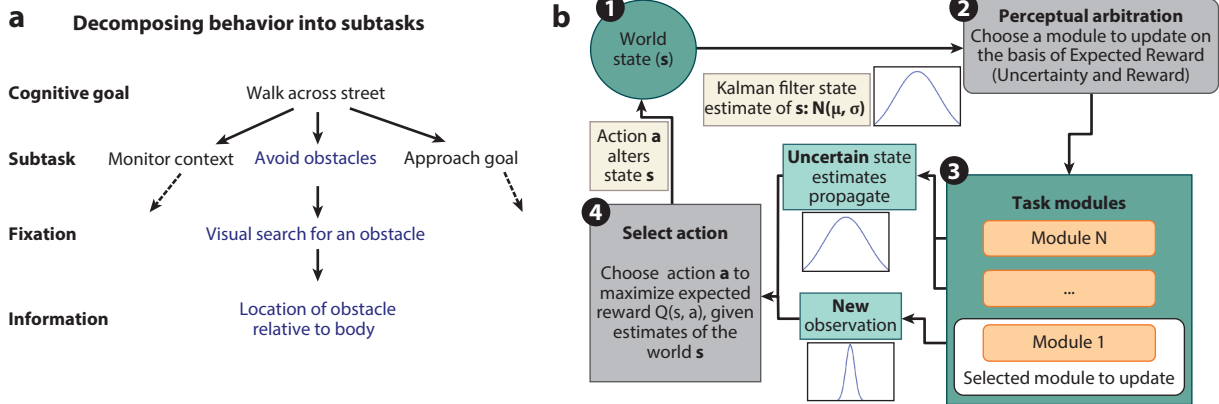 a
Decomposing behavior into subtasks
Cognitive goal
Walk across street
Subtask
Monitor context
Avoid obstacles
Approach goal
Fixation
Visual search for an obstacle
Information
Location of obstacle
relative to body
b
1
World
state (s)
2
Perceptual arbitration
Choose a module to update on
the basis of Expected Reward
(Uncertainty and Reward)
Kalman filter state
estimate of s: N(μ, σ)
Action a
alters
state s
Uncertain state
estimates
propagate
3
Task modules
Module N
...
Module 1
Selected module to update
New
observation
4
Select action
Choose action a to
maximize expected
reward Q(s, a), given
estimates of the
world s